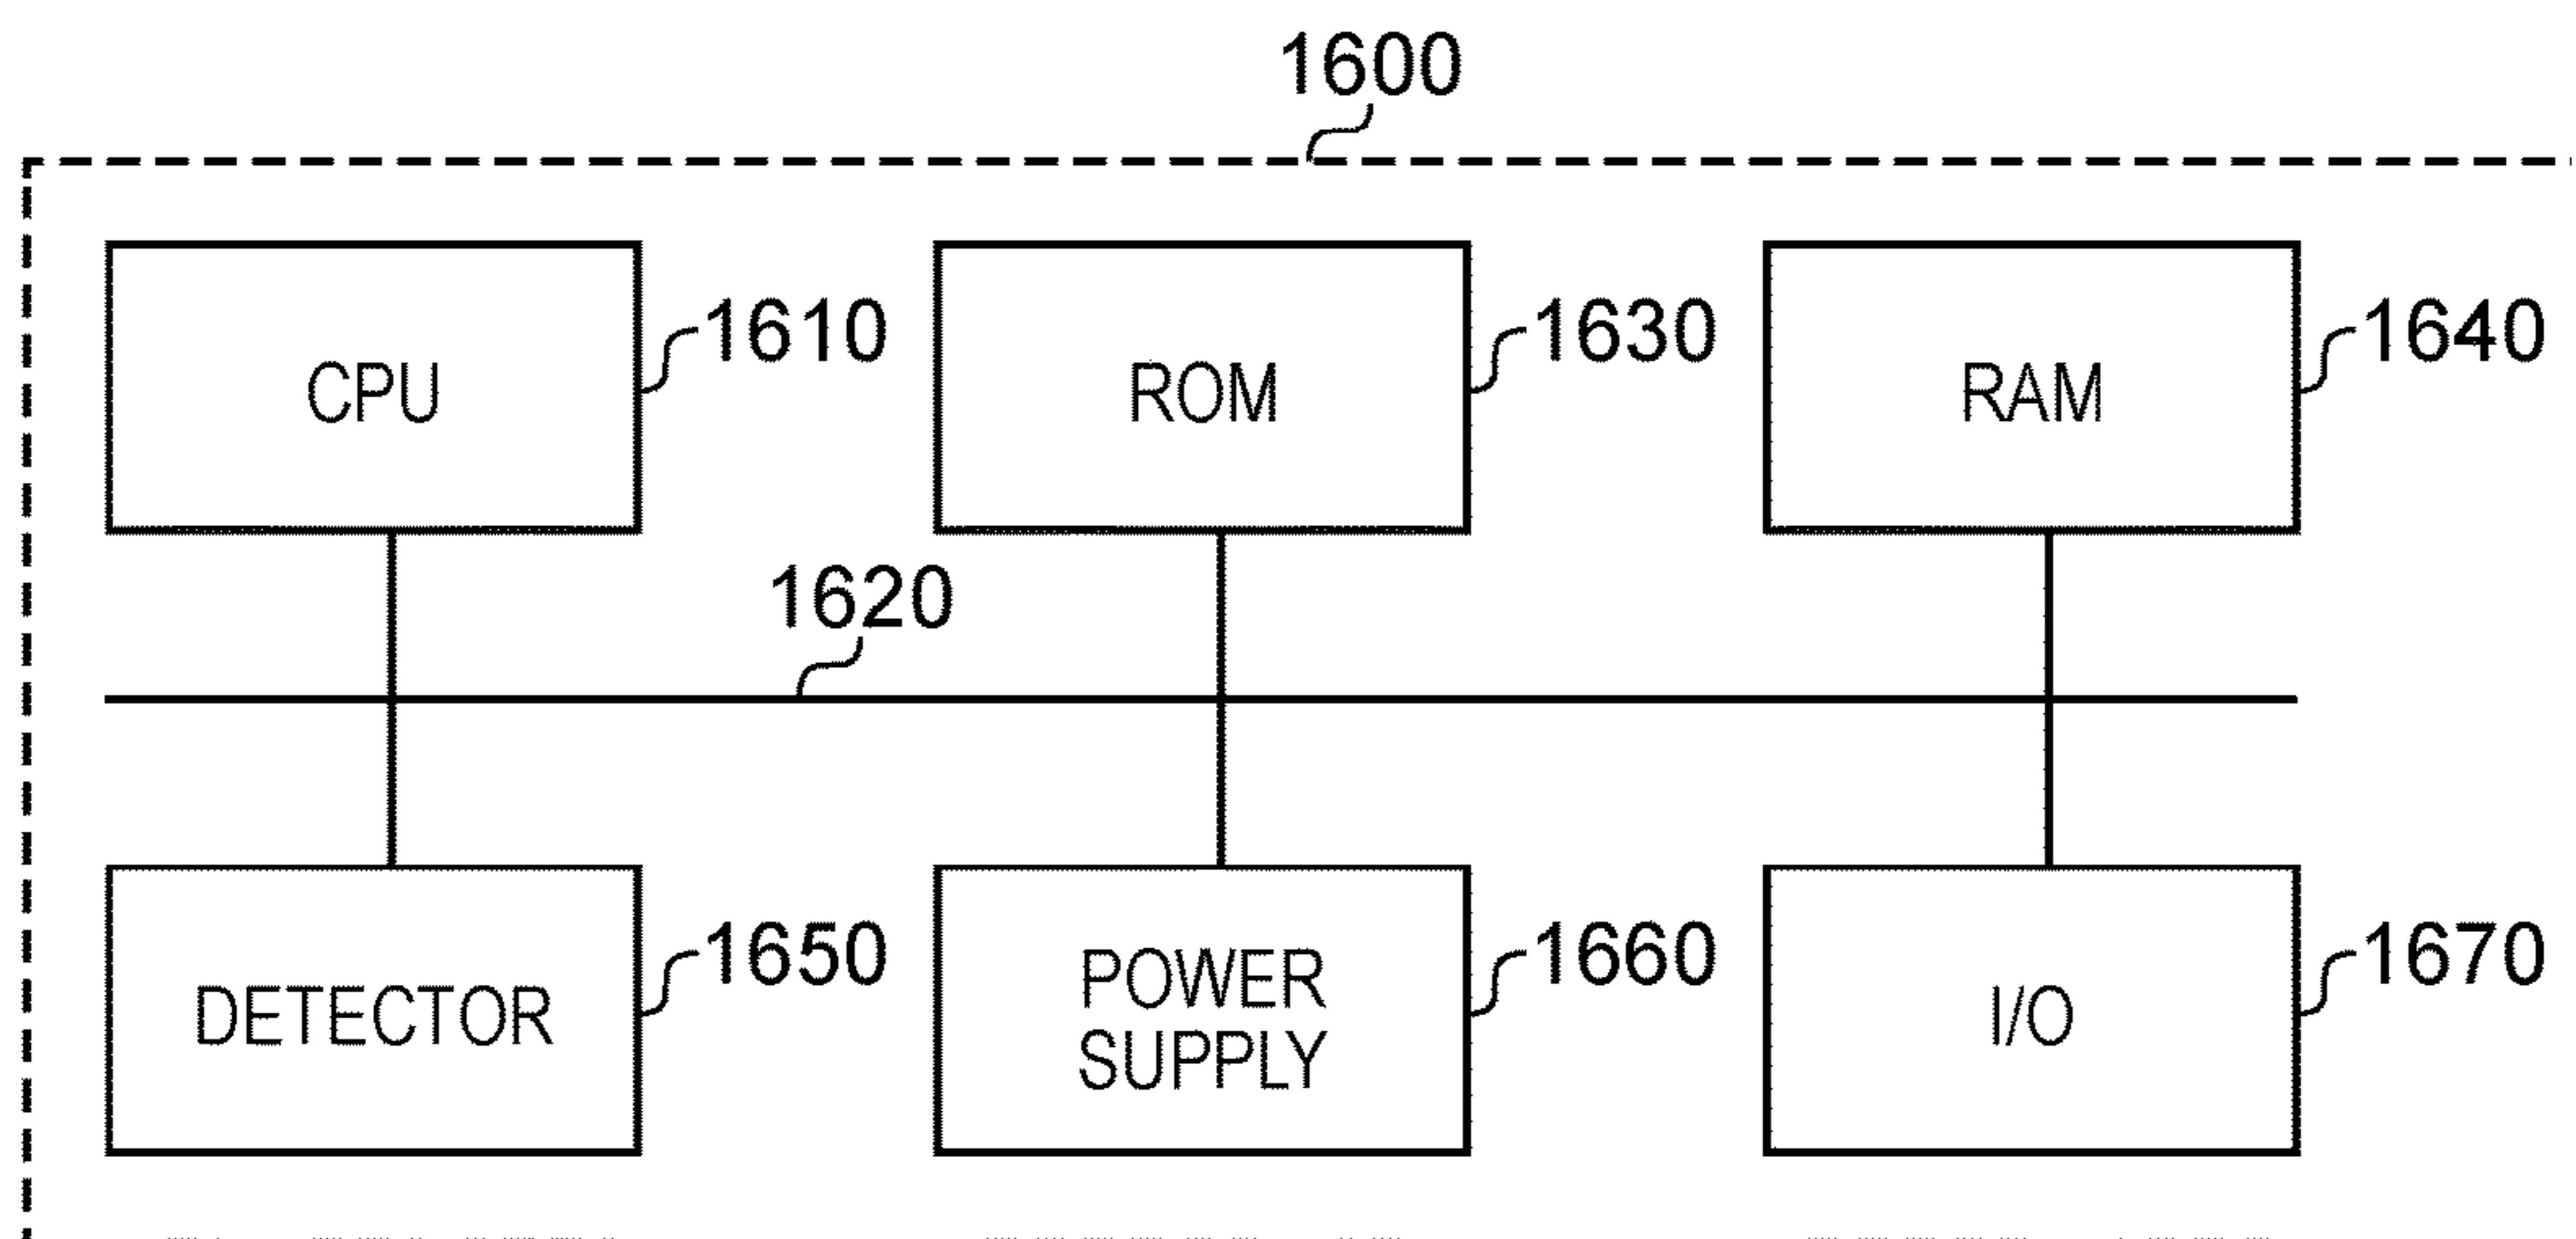 1600
CPU
1610
ROM
1630
RAM
1640
1620
DETECTOR
1650
POWER
SUPPLY
1660
I/O
1670